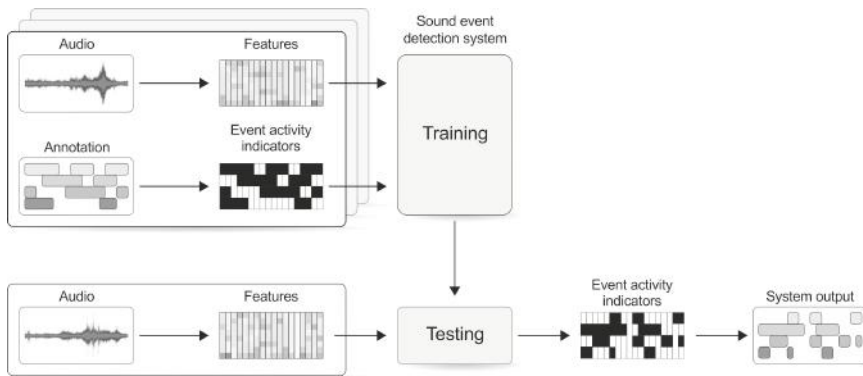 Sound event
detection system
Audio
Features
Training
Annotation
Event activity
indicators
Audio
Features
Testing
Event activity
indicators
System output